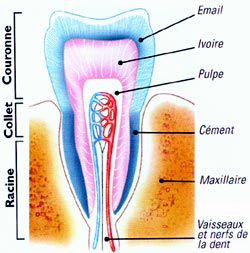 Couronne
Collet
Racine
Email
Ivoire
Pulpe
Cément
Maxillaire
Vaisseaux
et nerfs de
la dent